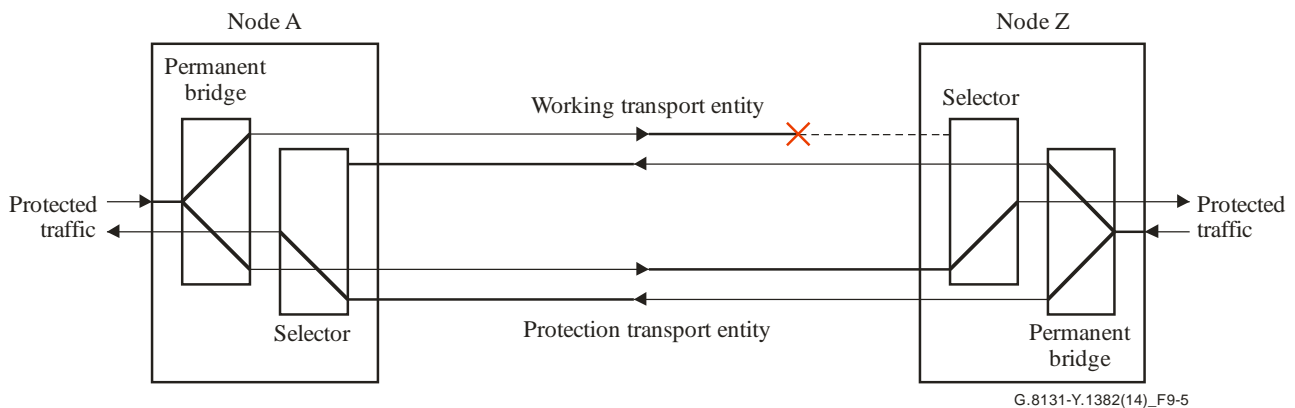 Node A
Node Z
Permanent
bridge
Working transport entity
Selector
Protected
traffic
Protected
traffic
Selector
Protection transport entity
Permanent
bridge
G.8131-Y.1382(14)_F9-5